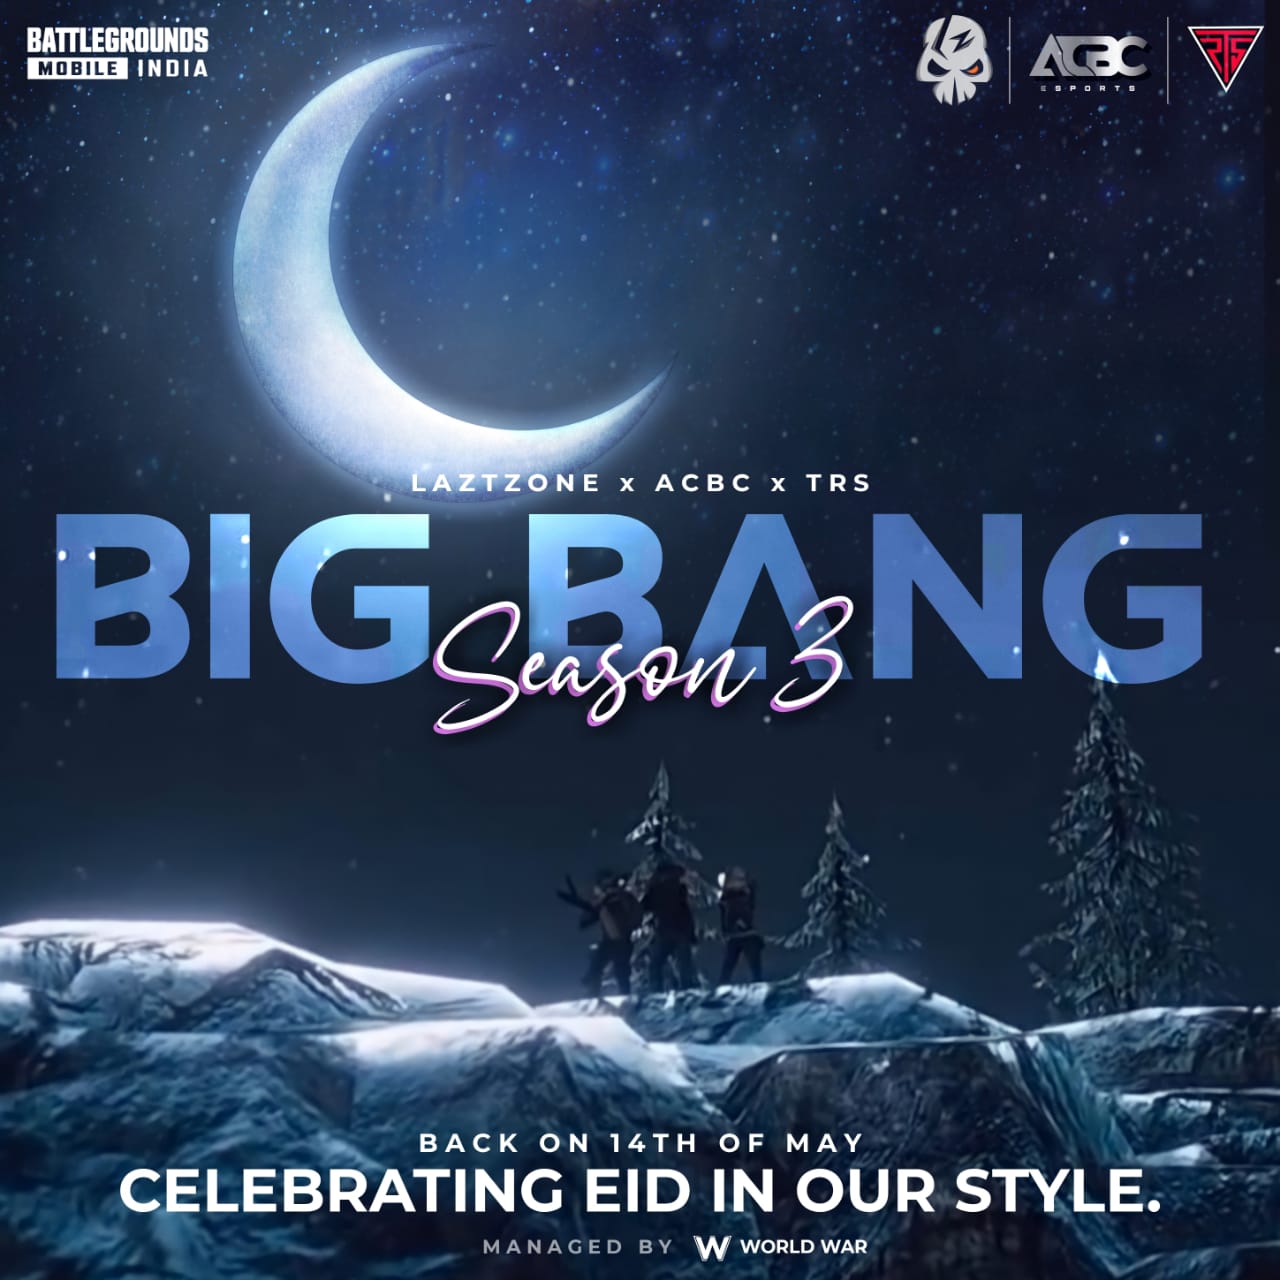 BATTLEGROUNDS
MOBILE INDIA
ACBC
ESPORTS
LAZTZONE x ACBC x TRS
BIG BANG
Season 3
BACK ON 14TH OF MAY
CELEBRATING EID IN OUR STYLE.
MANAGED BY W WORLD WAR